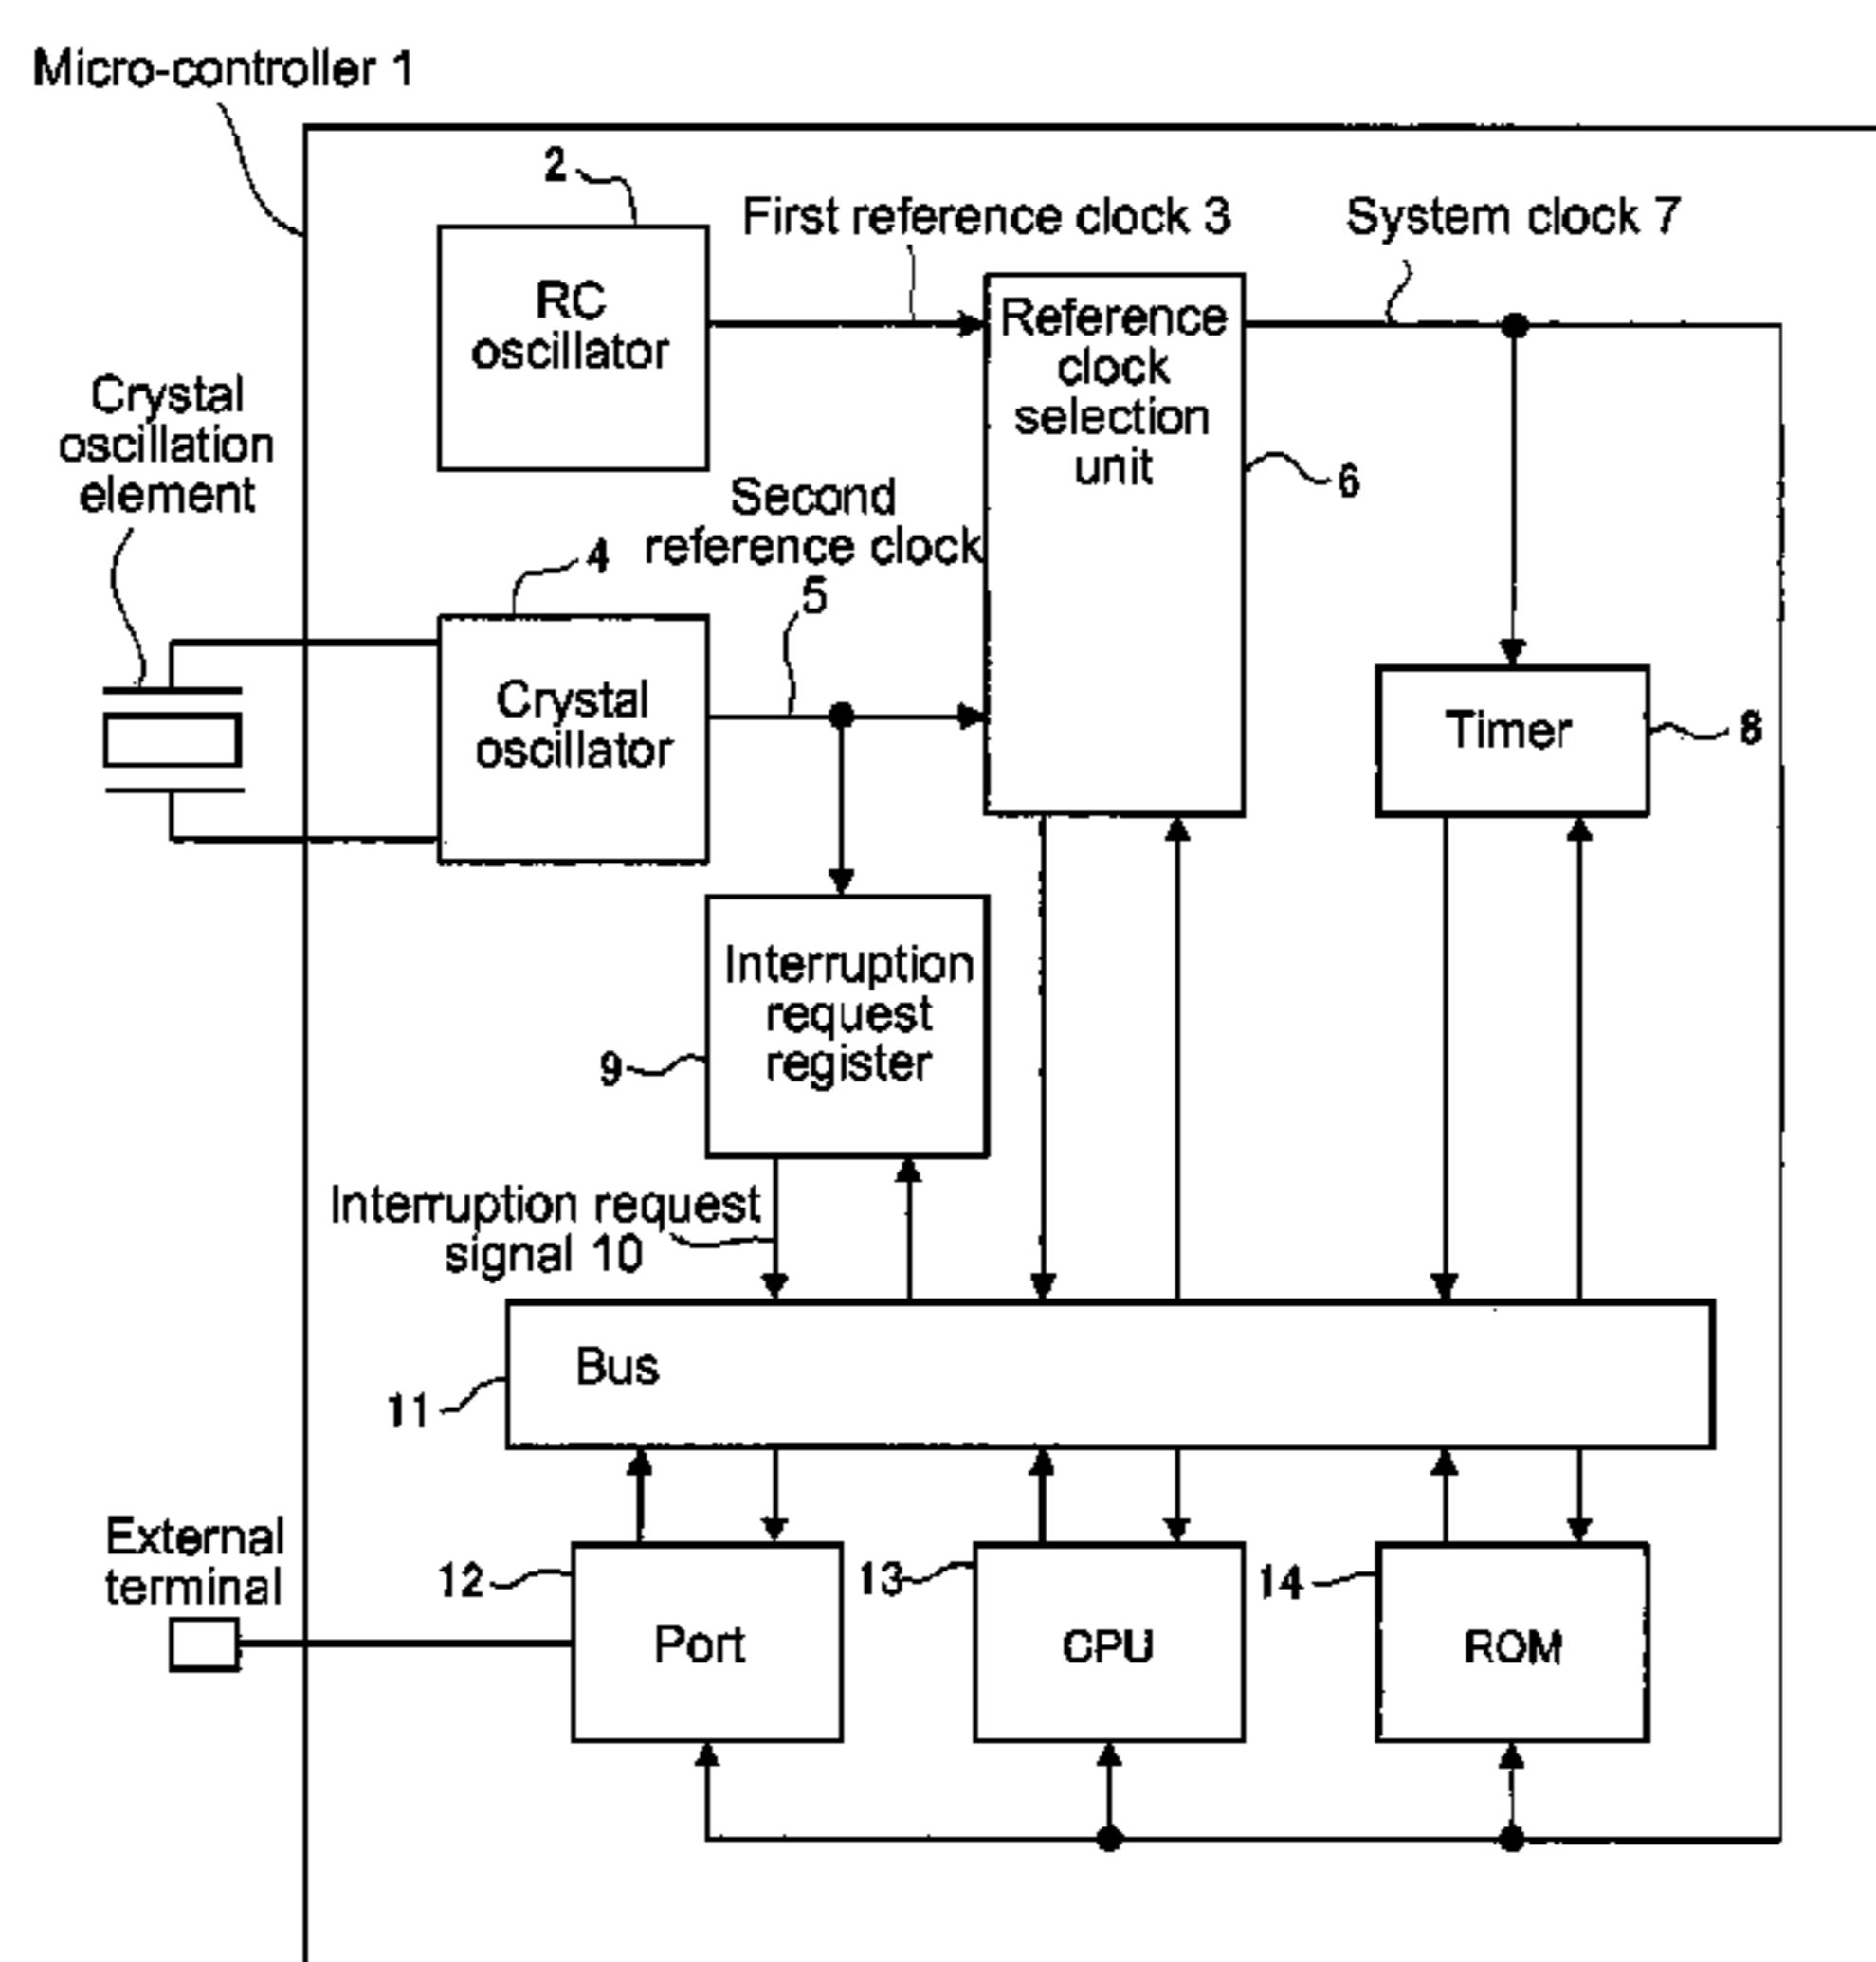 Micro-controller 1
2
First reference clock 3
System clock 7
RC
oscillator
Reference
clock
selection
unit
6
Crystal
oscillation
element
Second
reference clock
5
4
Crystal
oscillator
Timer
8
Interruption
request
register
9
Interruption request
signal 10
Bus
11
External
terminal
12
Port
13
CPU
14
ROM